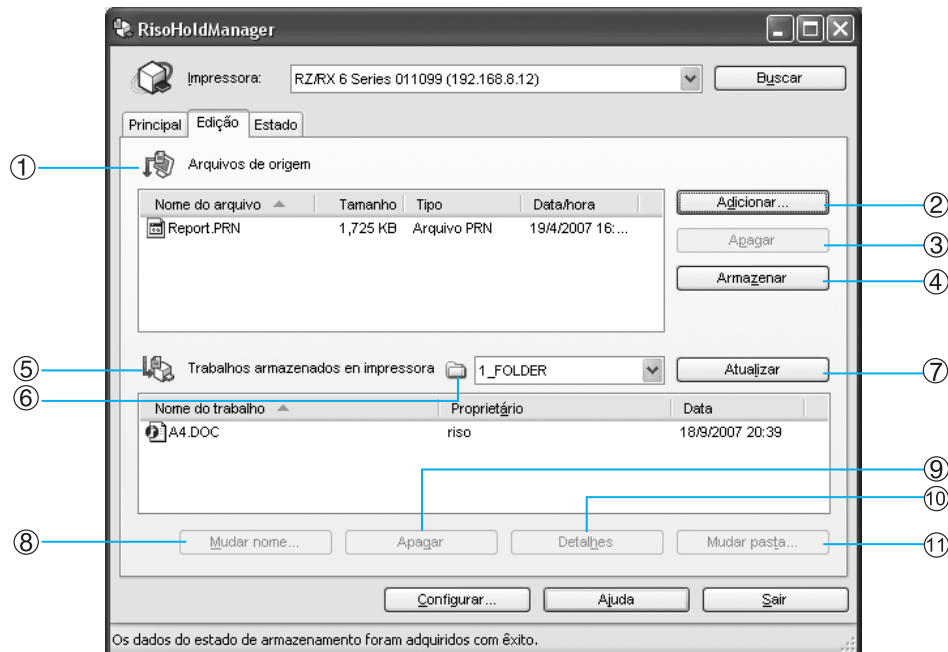 RisoHoldManager
Impressora: RZ/RX 6 Series 011099 (192.168.8.12) Buscar
Principal Edição Estado
① Arquivos de origem
Nome do arquivo Tamanho Tipo Data/hora Adicionar... ②
Report.PRN 1,725 KB Arquivo PRN 19/4/2007 16:... Apagar ③
Armazenar ④
⑤ Trabalhos armazenados en impressora 1_FOLDER Atualizar ⑦
⑥
Nome do trabalho Proprietário Data
A4.DOC riso 18/9/2007 20:39
⑨
⑩
⑧ Mudar nome... Apagar Detalhes Mudar pasta... ⑪
Configurar... Ajuda Sair
Os dados do estado de armazenamento foram adquiridos com êxito.